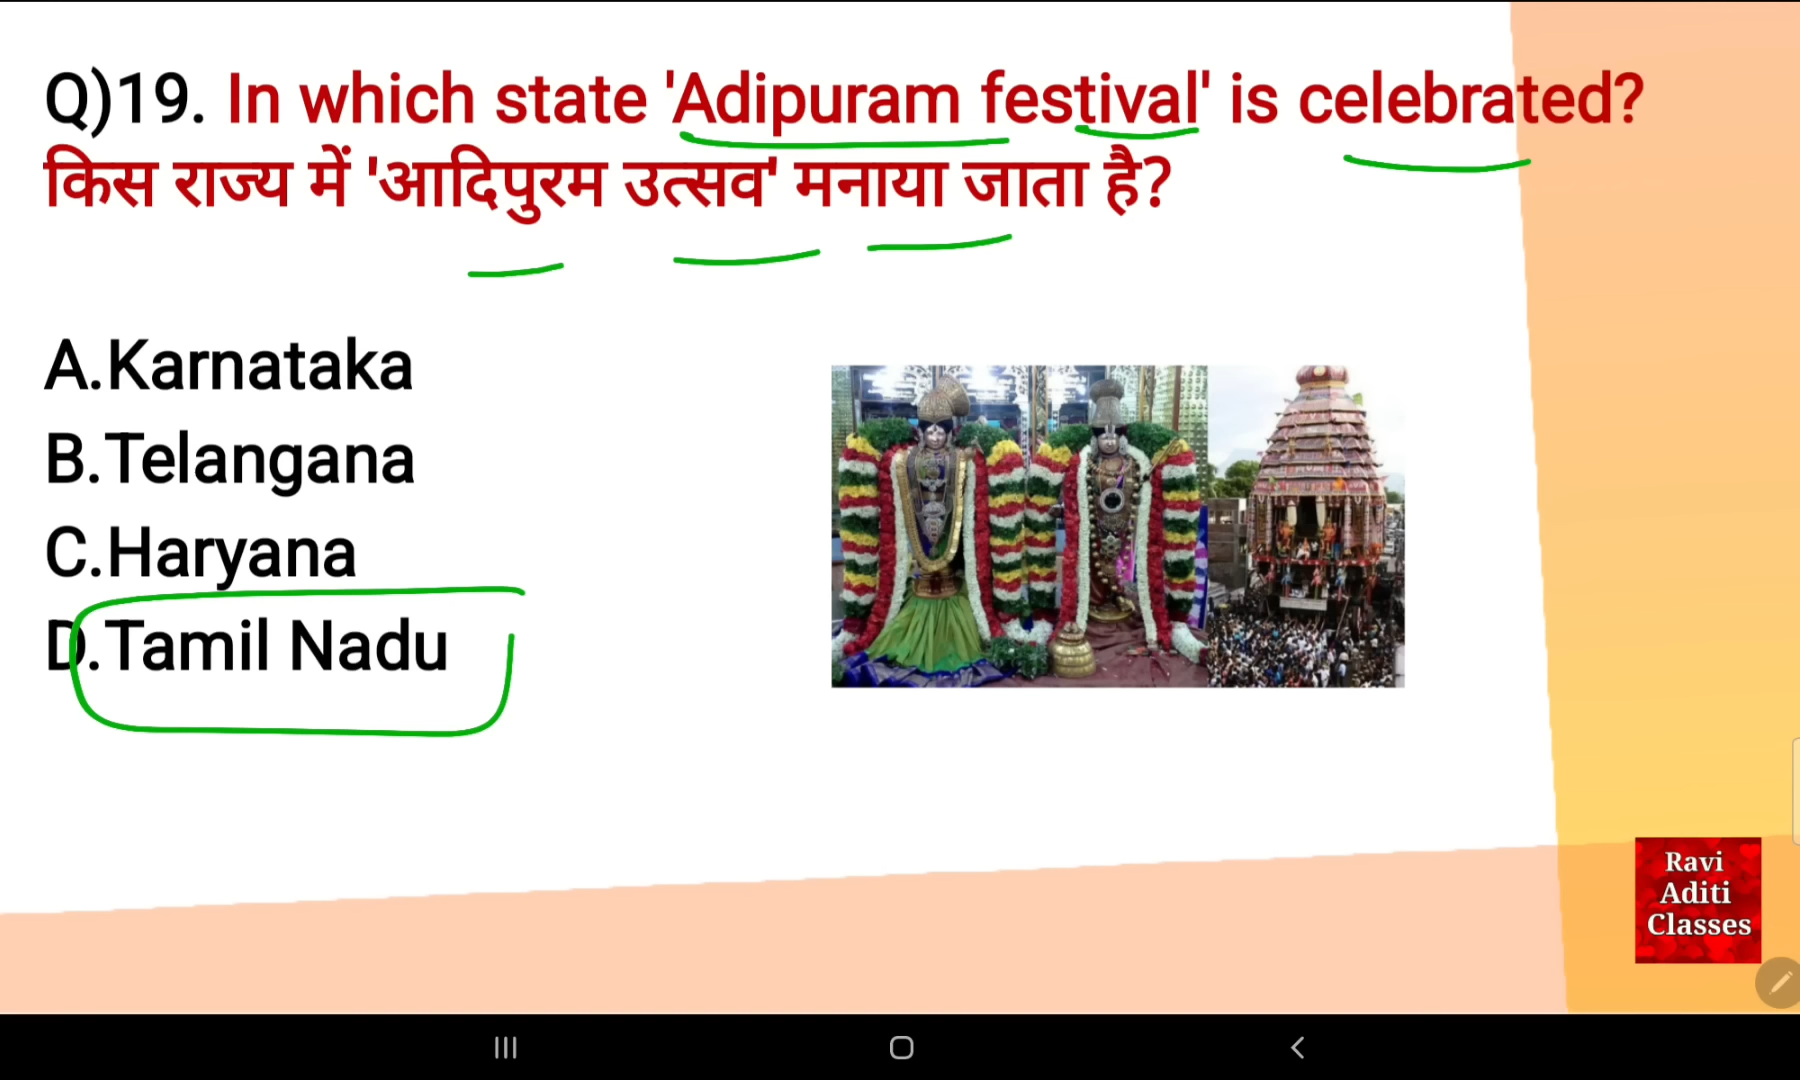 Q)19. In which state 'Adipuram festival' is celebrated?
किस राज्य में 'आदिपुरम उत्सव' मनाया जाता है?
A.Karnataka
B.Telangana
C.Haryana
D.Tamil Nadu
Ravi
Aditi
Classes